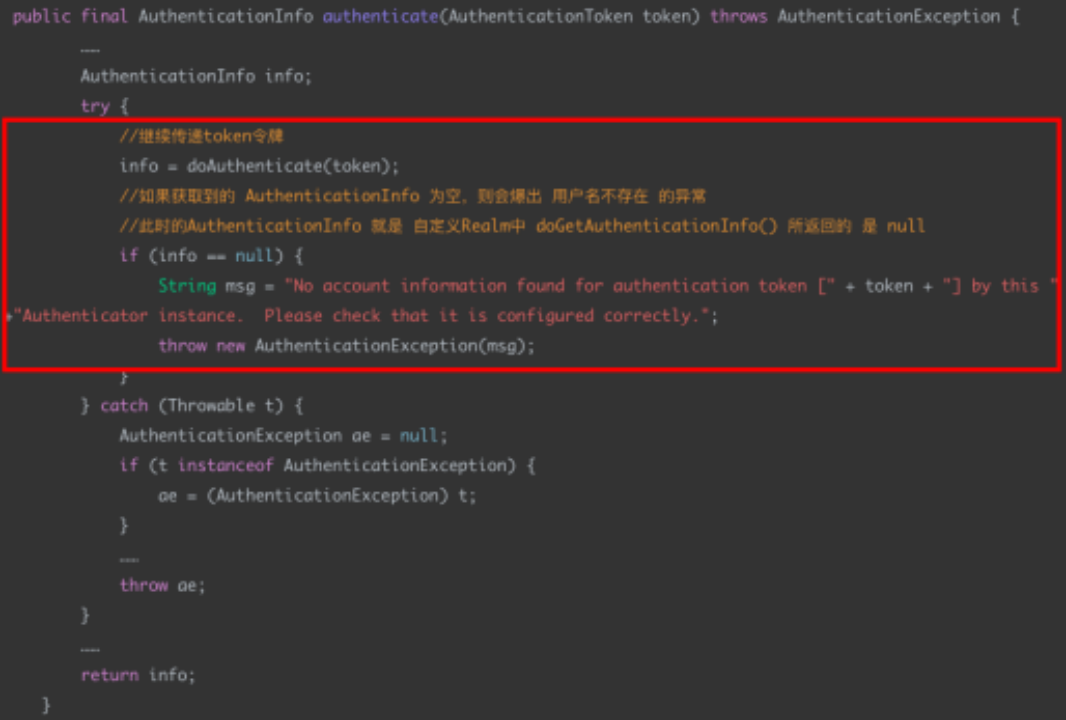 public final AuthenticationInfo authenticate(AuthenticationToken token) throws AuthenticationException {
……
AuthenticationInfo info;
try {
//继续传递token令牌
info = doAuthenticate(token);
//如果获取到的 AuthenticationInfo 为空，则会爆出 用户名不存在 的异常
//此时的AuthenticationInfo 就是 自定义Realm中 doGetAuthenticationInfo() 所返回的 是 null
if (info == null) {
String msg = "No account information found for authentication token [" + token + "] by this "
+"Authenticator instance.  Please check that it is configured correctly.";
throw new AuthenticationException(msg);
}
} catch (Throwable t) {
AuthenticationException ae = null;
if (t instanceof AuthenticationException) {
ae = (AuthenticationException) t;
}
……
throw ae;
}
……
return info;
}